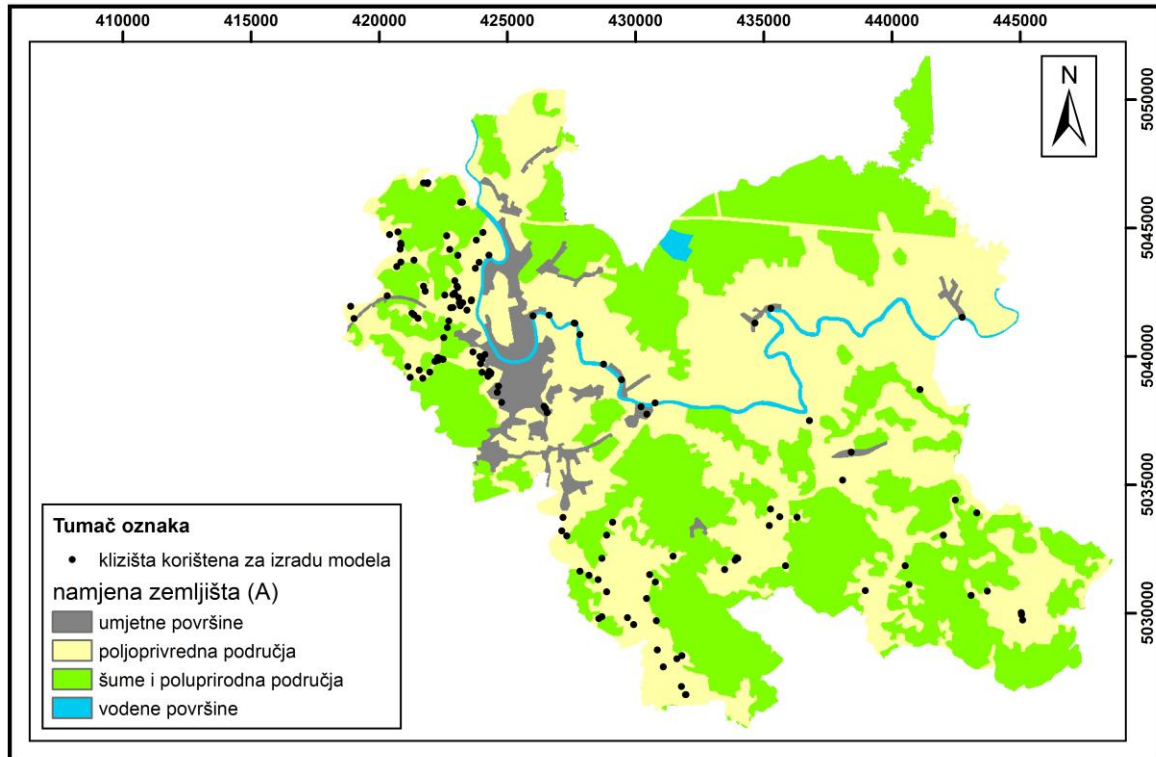 410000 415000 420000 425000 430000 435000 440000 445000
N
5050000
5045000
5040000
5035000
5030000
Tumač oznaka
klizišta korištena za izradu modela
namjena zemljišta (A)
umjetne površine
poljoprivredna područja
šume i poluprirodna područja
vodene površine